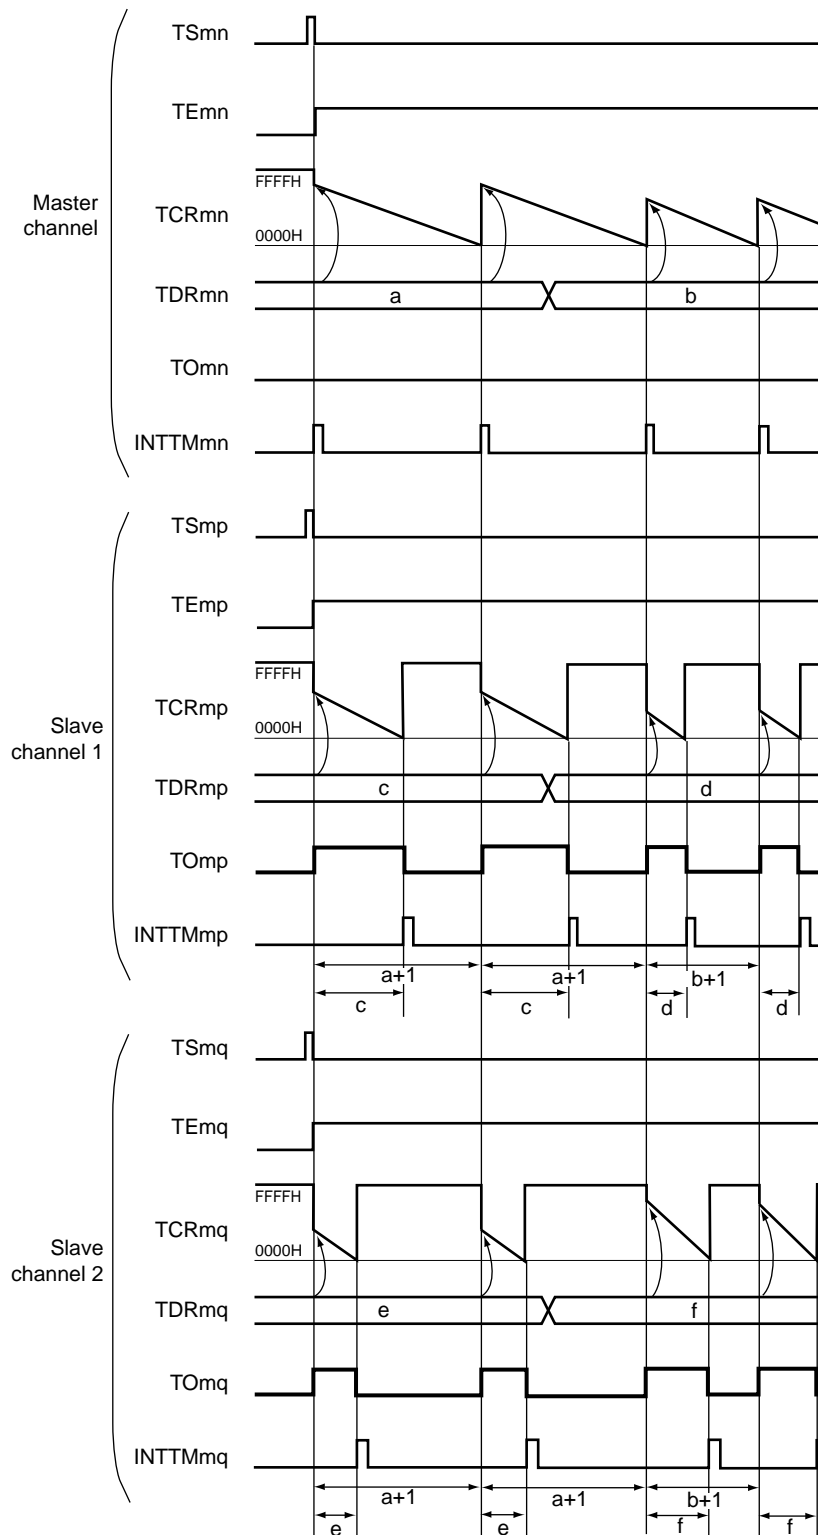 TSmn
TEmn
FFFFH
Master
channel
TCRmn
0000H
TDRmn
a
b
TOmn
INTTMmn
TSmp
TEmp
FFFFH
TCRmp
0000H
Slave
channel 1
TDRmp
c
d
TOmp
INTTMmp
a+1
a+1
b+1
c
c
d
d
TSmq
TEmq
FFFFH
TCRmq
0000H
Slave
channel 2
TDRmq
e
f
TOmq
INTTMmq
a+1
a+1
b+1
e
e
f
f